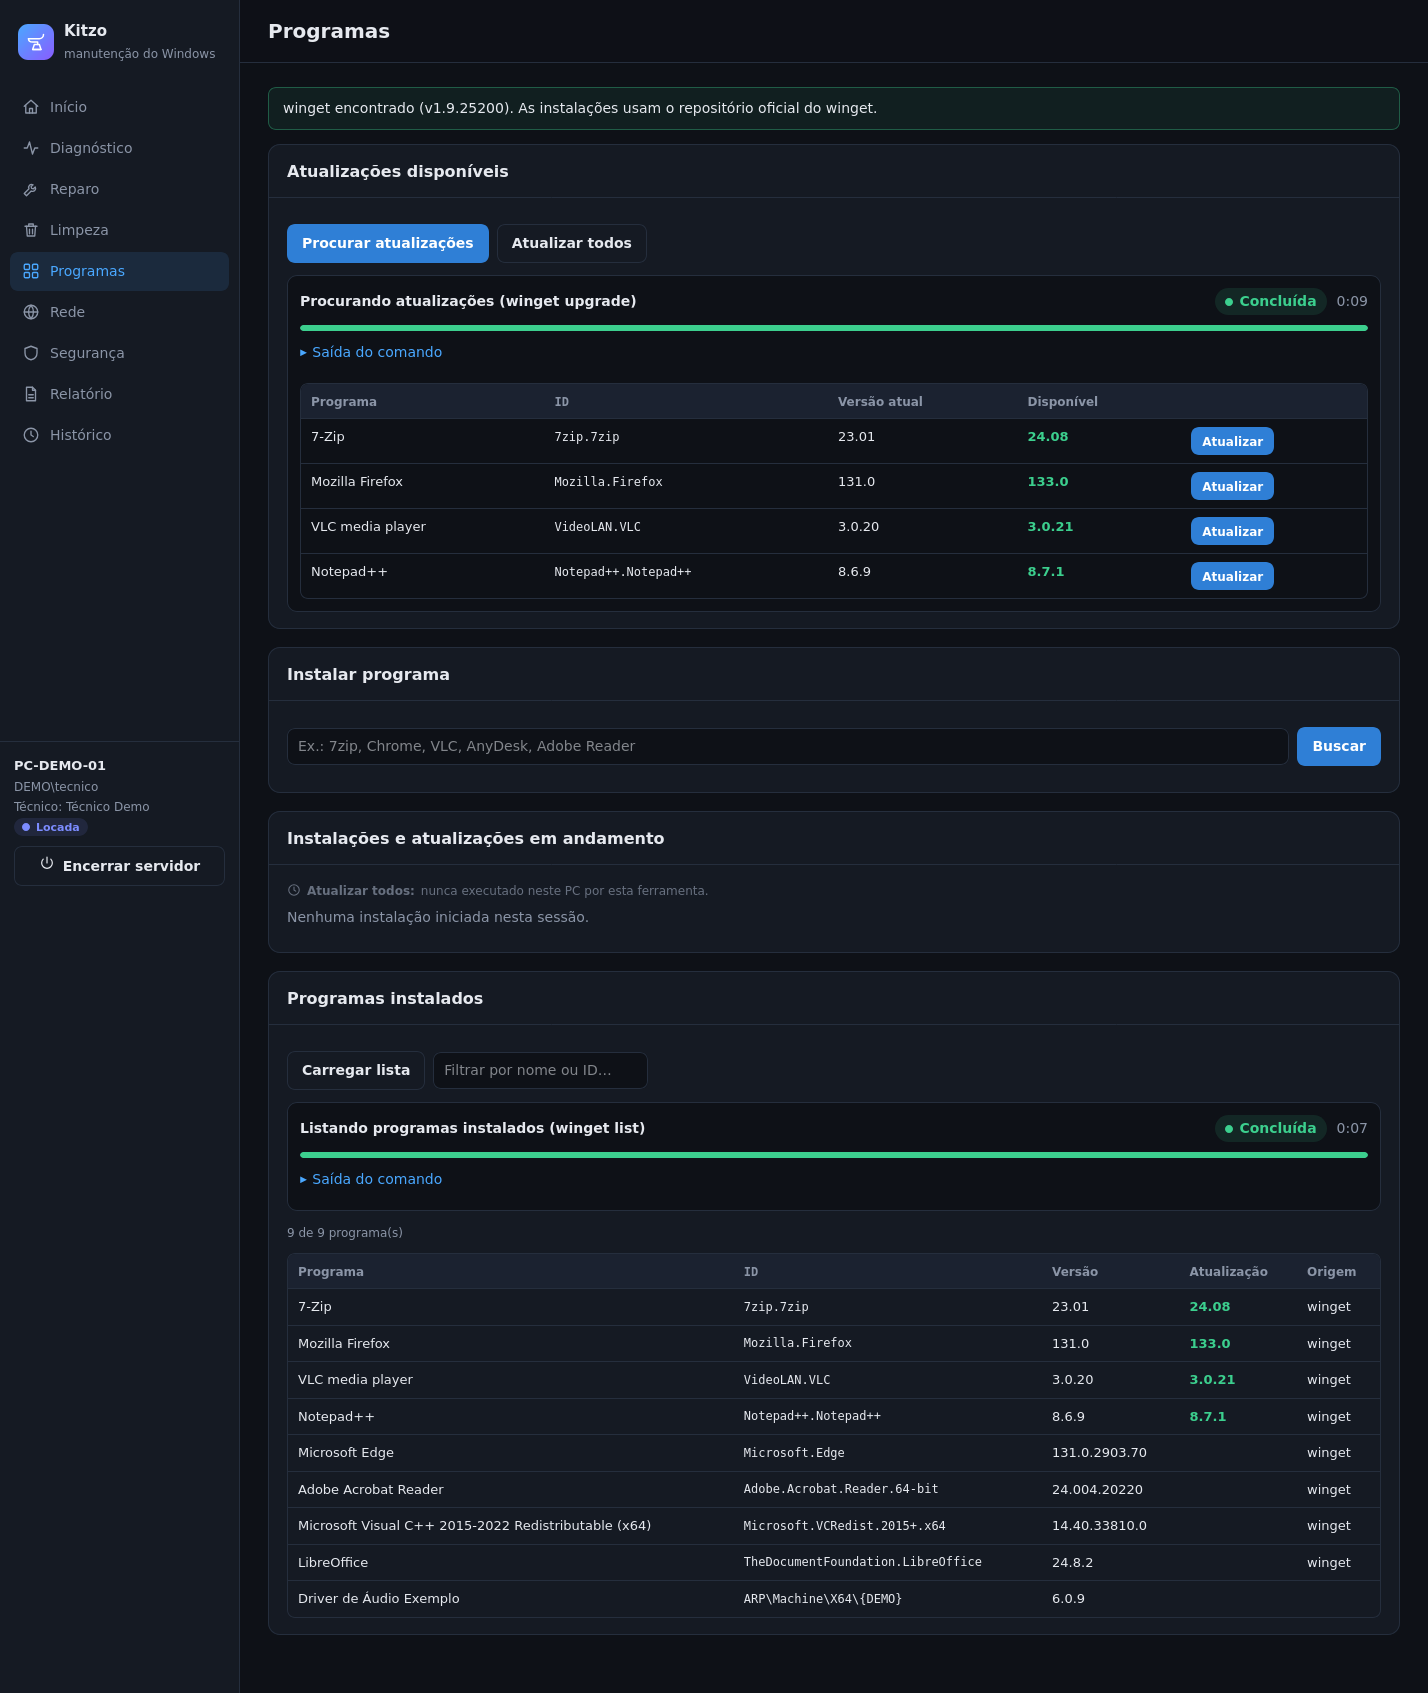 Kitzo
manutenção do Windows
Início
Diagnóstico
Reparo
Limpeza
Programas
Rede
Segurança
Relatório
Histórico
PC-DEMO-01
DEMO\tecnico
Técnico: Técnico Demo
Locada
Encerrar servidor
Programas
winget encontrado (v1.9.25200). As instalações usam o repositório oficial do winget.
Atualizações disponíveis
Procurar atualizações Atualizar todos
Procurando atualizações (winget upgrade) Concluída 0:09
▸ Saída do comando
Programa ID Versão atual Disponível
7-Zip 7zip.7zip 23.01 24.08 Atualizar
Mozilla Firefox Mozilla.Firefox 131.0 133.0 Atualizar
VLC media player VideoLAN.VLC 3.0.20 3.0.21 Atualizar
Notepad++ Notepad++.Notepad++ 8.6.9 8.7.1 Atualizar
Instalar programa
Ex.: 7zip, Chrome, VLC, AnyDesk, Adobe Reader Buscar
Instalações e atualizações em andamento
Atualizar todos: nunca executado neste PC por esta ferramenta.
Nenhuma instalação iniciada nesta sessão.
Programas instalados
Carregar lista Filtrar por nome ou ID...
Listando programas instalados (winget list) Concluída 0:07
▸ Saída do comando
9 de 9 programa(s)
Programa ID Versão Atualização Origem
7-Zip 7zip.7zip 23.01 24.08 winget
Mozilla Firefox Mozilla.Firefox 131.0 133.0 winget
VLC media player VideoLAN.VLC 3.0.20 3.0.21 winget
Notepad++ Notepad++.Notepad++ 8.6.9 8.7.1 winget
Microsoft Edge Microsoft.Edge 131.0.2903.70 winget
Adobe Acrobat Reader Adobe.Acrobat.Reader.64-bit 24.004.20220 winget
Microsoft Visual C++ 2015-2022 Redistributable (x64) Microsoft.VCRedist.2015+.x64 14.40.33810.0 winget
LibreOffice TheDocumentFoundation.LibreOffice 24.8.2 winget
Driver de Áudio Exemplo ARP\Machine\X64\{DEMO} 6.0.9